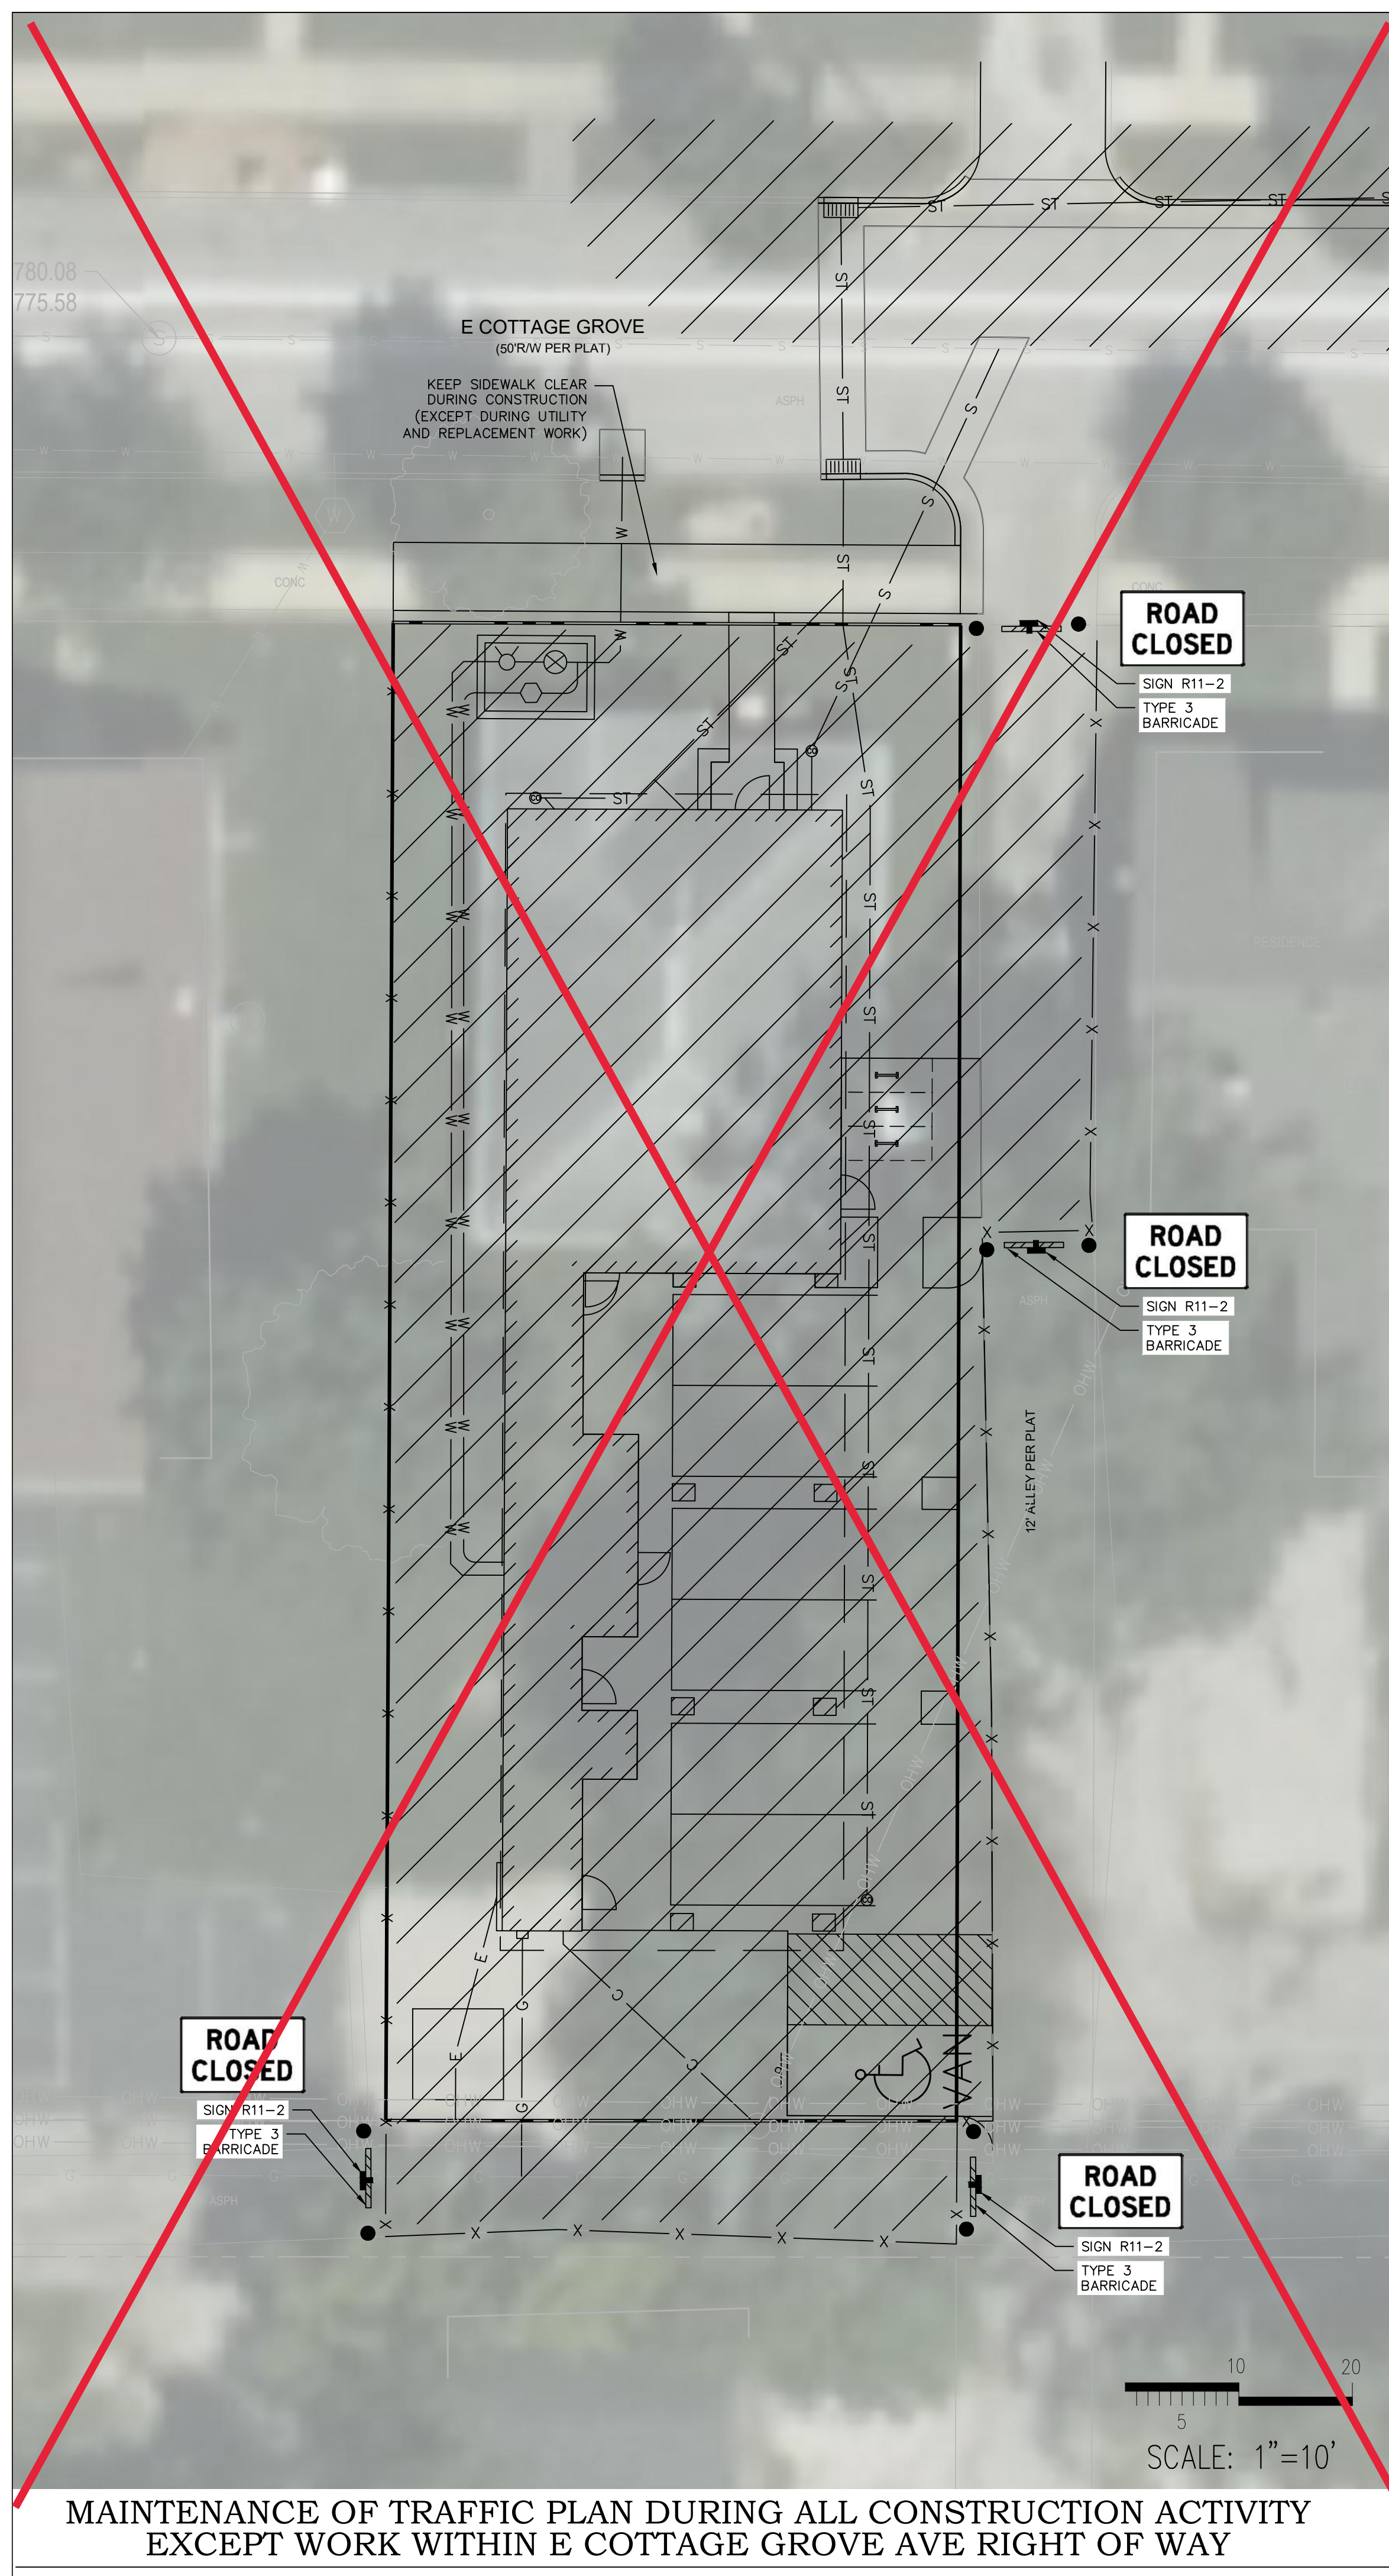 780.08
775.58
E COTTAGE GROVE
(50'R/W PER PLAT)
KEEP SIDEWALK CLEAR
DURING CONSTRUCTION
(EXCEPT DURING UTILITY
AND REPLACEMENT WORK)
ASPH
CONC
CONC
ROAD
CLOSED
SIGN R11-2
TYPE 3
BARRICADE
RESIDENCE
ROAD
CLOSED
SIGN R11-2
TYPE 3
BARRICADE
ASPH
12' ALLEY PER PLAT
VAN
ROAD
CLOSED
SIGN R11-2
TYPE 3
BARRICADE
ASPH
ROAD
CLOSED
SIGN R11-2
TYPE 3
BARRICADE
10 20
5
SCALE: 1"=10'
MAINTENANCE OF TRAFFIC PLAN DURING ALL CONSTRUCTION ACTIVITY
EXCEPT WORK WITHIN E COTTAGE GROVE AVE RIGHT OF WAY